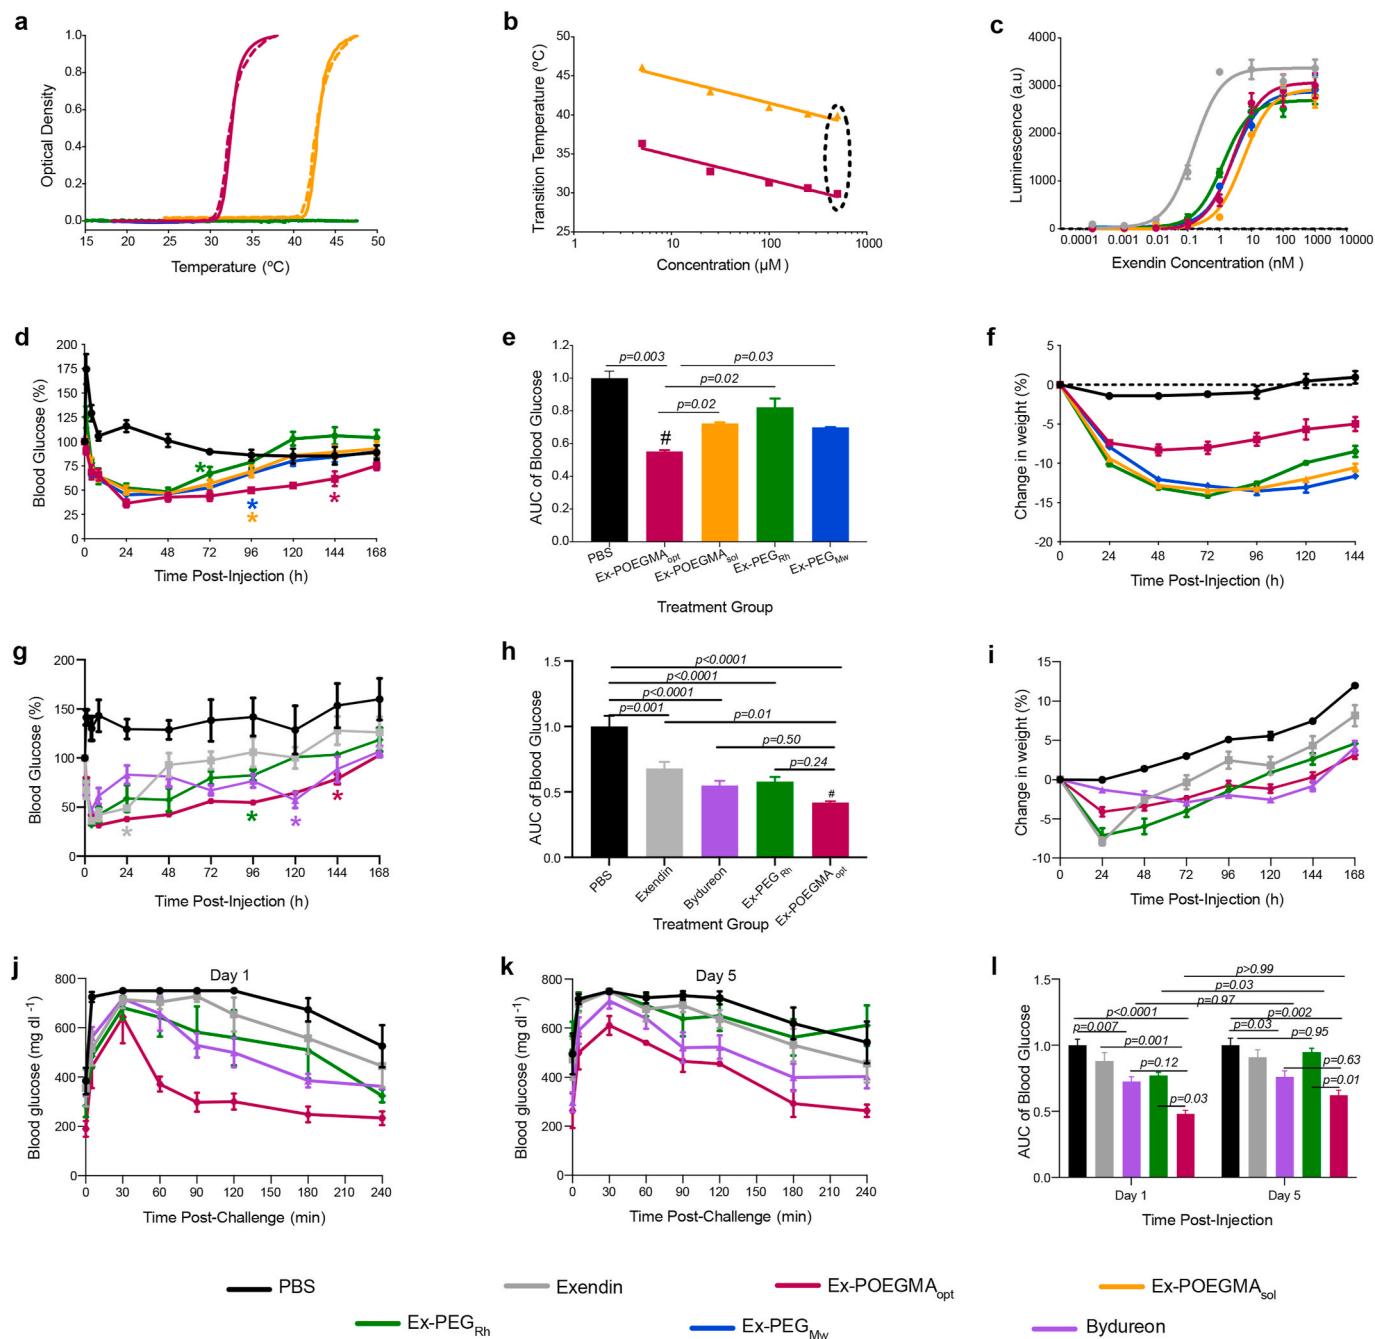 a
1.0
0.8
0.6
0.4
0.2
0.0
Optical Density
15 20 25 30 35 40 45 50
Temperature (ºC)
b
50
45
40
35
30
25
Transition Temperature (ºC)
1 10 100 1000
Concentration (µM )
c
4000
3000
2000
1000
0
Luminescence (a.u)
0.0001 0.001 0.01 0.1 1 10 100 1000 10000
Exendin Concentration (nM )
d
200
175
150
125
100
75
50
25
0
Blood Glucose (%)
* * * *
0 24 48 72 96 120 144 168
Time Post-Injection (h)
e
1.2
1.0
0.8
0.6
0.4
0.2
0.0
AUC of Blood Glucose
p=0.003 p=0.03
p=0.02
p=0.02
#
PBS
Ex-POEGMAopt
Ex-POEGMAsol
Ex-PEGRh
Ex-PEGMw
Treatment Group
f
5
0
-5
-10
-15
-20
Change in weight (%)
0 24 48 72 96 120 144
Time Post-Injection (h)
g
200
150
100
50
0
Blood Glucose (%)
* * * *
0 24 48 72 96 120 144 168
Time Post-Injection (h)
h
1.5
1.0
0.5
0.0
AUC of Blood Glucose
p<0.0001
p<0.0001
p<0.0001
p=0.001 p=0.01
p=0.50
p=0.24
#
PBS
Exendin
Bydureon
Ex-PEGRh
Ex-POEGMAopt
Treatment Group
i
15
10
5
0
-5
-10
Change in weight (%)
0 24 48 72 96 120 144 168
Time Post-Injection (h)
j
Day 1
800
600
400
200
0
Blood glucose (mg dl -1)
0 30 60 90 120 150 180 210 240
Time Post-Challenge (min)
k
Day 5
800
600
400
200
0
Blood glucose (mg dl -1)
0 30 60 90 120 150 180 210 240
Time Post-Challenge (min)
l
1.5
1.0
0.5
0.0
AUC of Blood Glucose
p>0.99
p=0.03
p=0.97
p<0.0001 p=0.002
p=0.007 p=0.03
p=0.001 p=0.95
p=0.12 p=0.63
p=0.01
p=0.03
Day 1 Day 5
Time Post-Injection
PBS Exendin Ex-POEGMAopt Ex-POEGMAsol
Ex-PEGRh Ex-PEGMw Bydureon